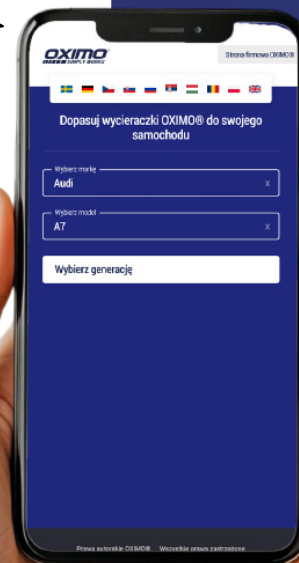 OXIMO®
SIMPLY WORKS
Strona firmowa OXIMO®
Dopasuj wycieraczki OXIMO® do swojego
samochodu
Wybierz markę
Audi x
Wybierz model
A7 x
Wybierz generację
Prawa autorskie OXIMO® Wszystkie prawa zastrzeżone